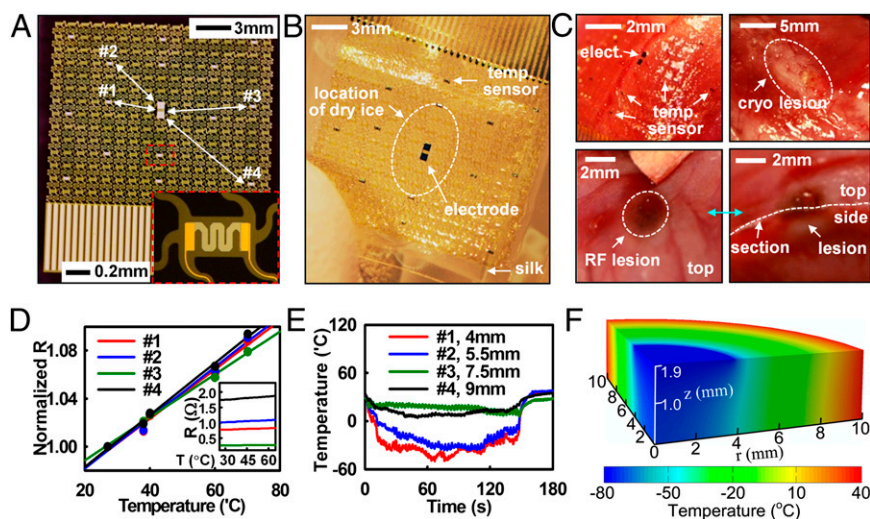 A
3mm
#2
#1
#3
#4
0.2mm
B
3mm
temp.
sensor
location
of dry ice
electrode
silk
C
2mm
elect.
temp.
sensor
5mm
cryo lesion
2mm
RF lesion
top
2mm
top
side
section
lesion
D
Normalized R
1.08
1.04
1.00
#1
#2
#3
#4
R (Ω)
2.0
1.5
1.0
0.5
30 45 60
T (°C)
20 40 60 80
Temperature (°C)
E
Temperature (°C)
120
60
0
-60
#1, 4mm
#2, 5.5mm
#3, 7.5mm
#4, 9mm
0 60 120 180
Time (s)
F
1.9
1.0
z (mm)
10
8
6
4
2
0 2 4 6 8 10
r (mm)
-80 -50 -20 10 40
Temperature (°C)